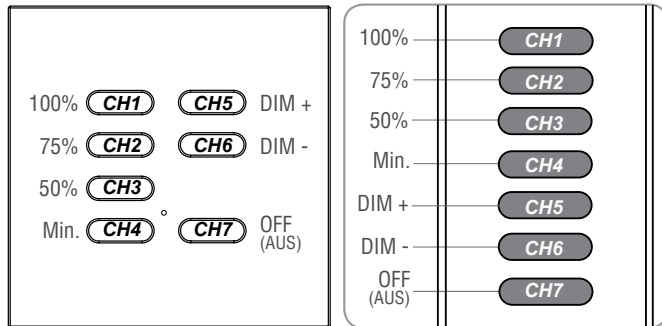 100% CH1 CH5 DIM +
75% CH2 CH6 DIM -
50% CH3
Min. CH4 CH7 OFF
(AUS)
100% CH1
75% CH2
50% CH3
Min. CH4
DIM + CH5
DIM - CH6
OFF
(AUS) CH7